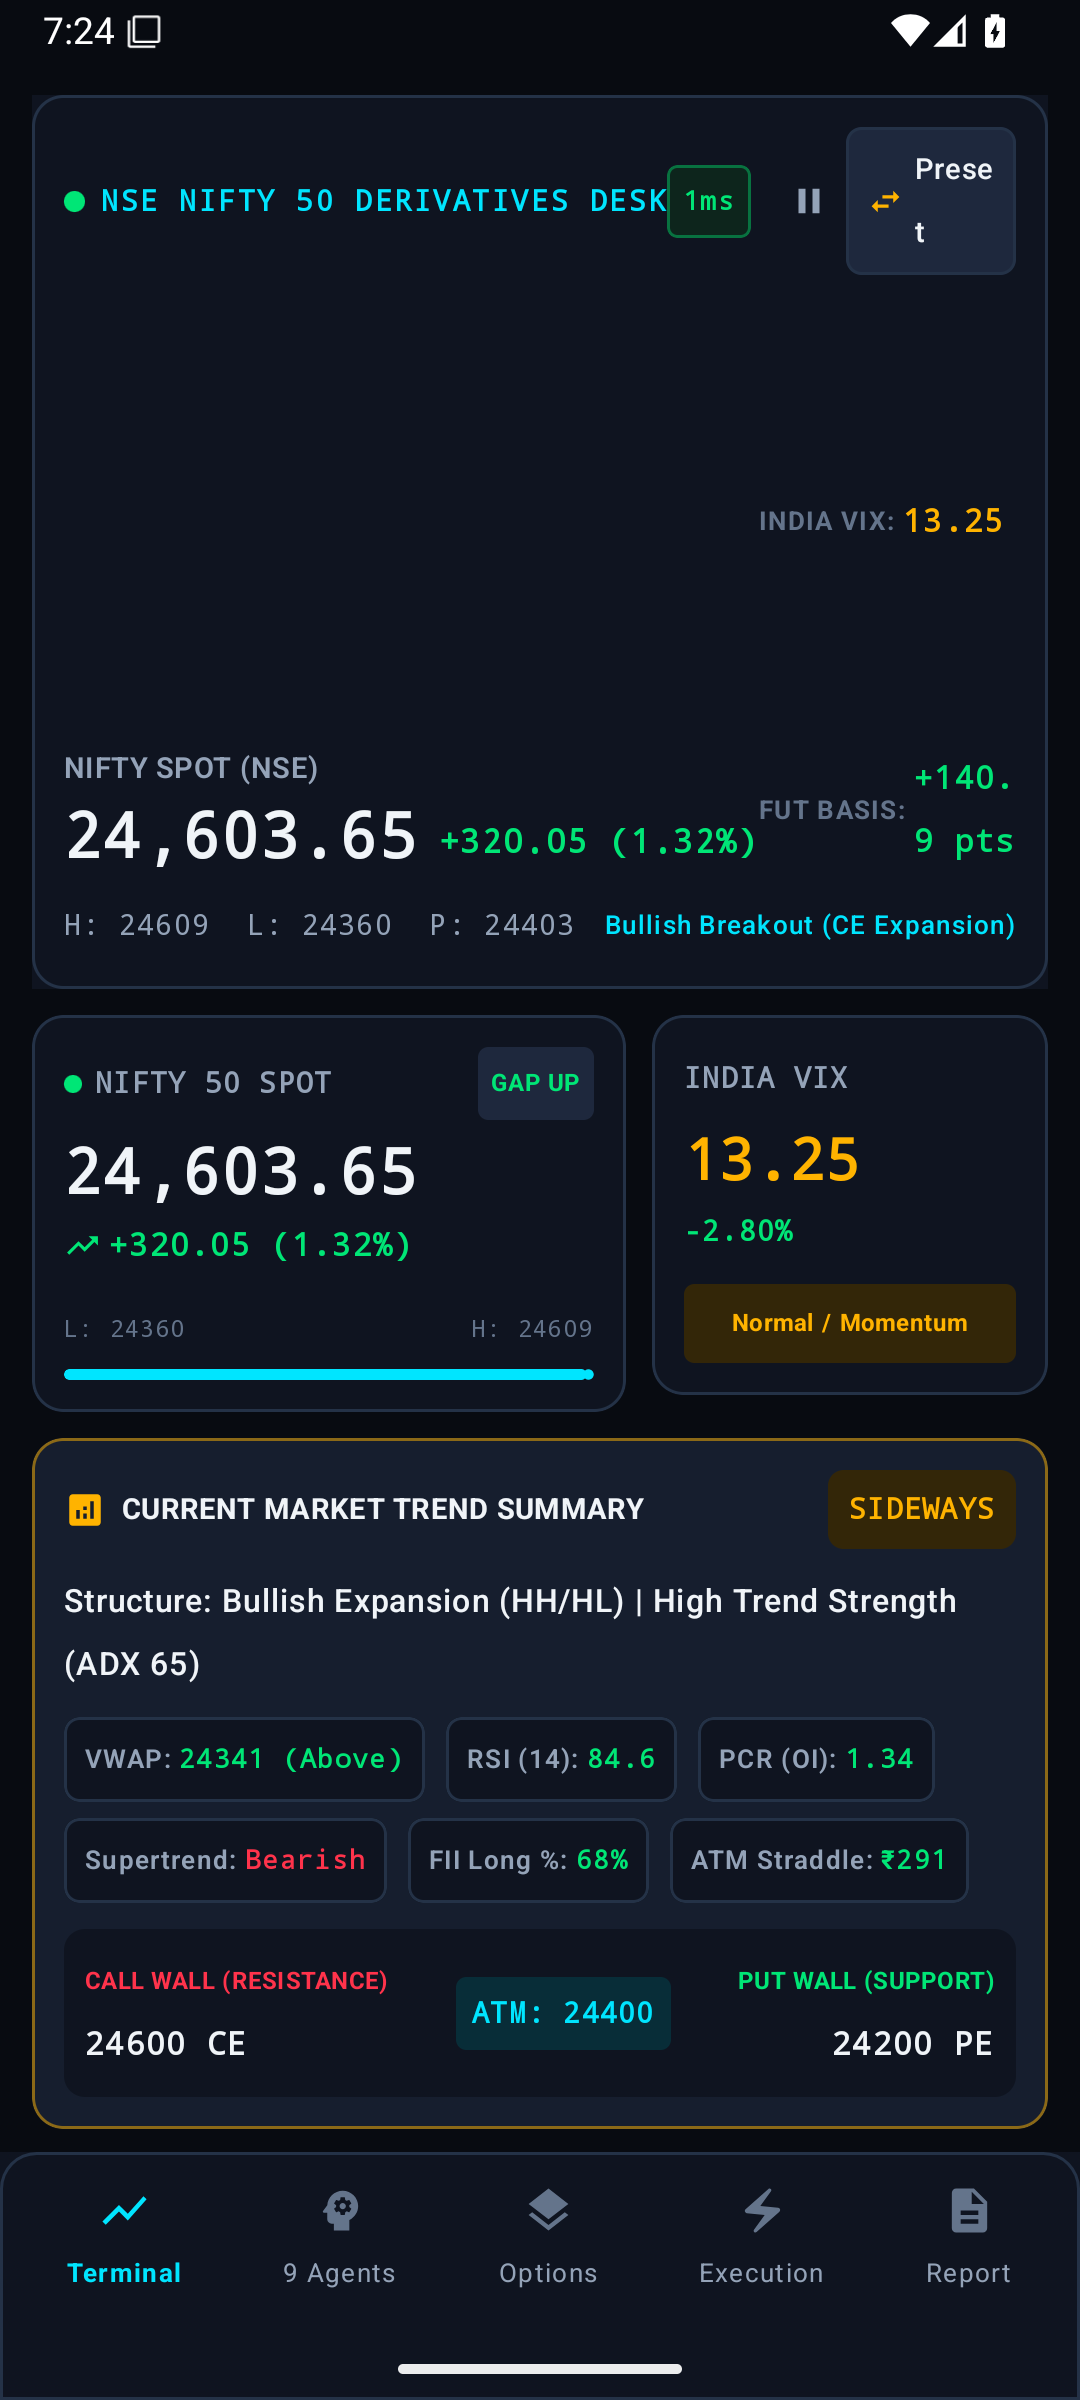 7:24
NSE NIFTY 50 DERIVATIVES DESK
1ms
Prese
t
INDIA VIX: 13.25
NIFTY SPOT (NSE)
24,603.65 +320.05 (1.32%)
FUT BASIS:
+140.
9 pts
H: 24609 L: 24360 P: 24403
Bullish Breakout (CE Expansion)
NIFTY 50 SPOT
GAP UP
24,603.65
+320.05 (1.32%)
L: 24360
H: 24609
INDIA VIX
13.25
-2.80%
Normal / Momentum
CURRENT MARKET TREND SUMMARY
SIDEWAYS
Structure: Bullish Expansion (HH/HL) | High Trend Strength
(ADX 65)
VWAP: 24341 (Above)
RSI (14): 84.6
PCR (OI): 1.34
Supertrend: Bearish
FII Long %: 68%
ATM Straddle: ₹291
CALL WALL (RESISTANCE)
24600 CE
ATM: 24400
PUT WALL (SUPPORT)
24200 PE
Terminal
9 Agents
Options
Execution
Report